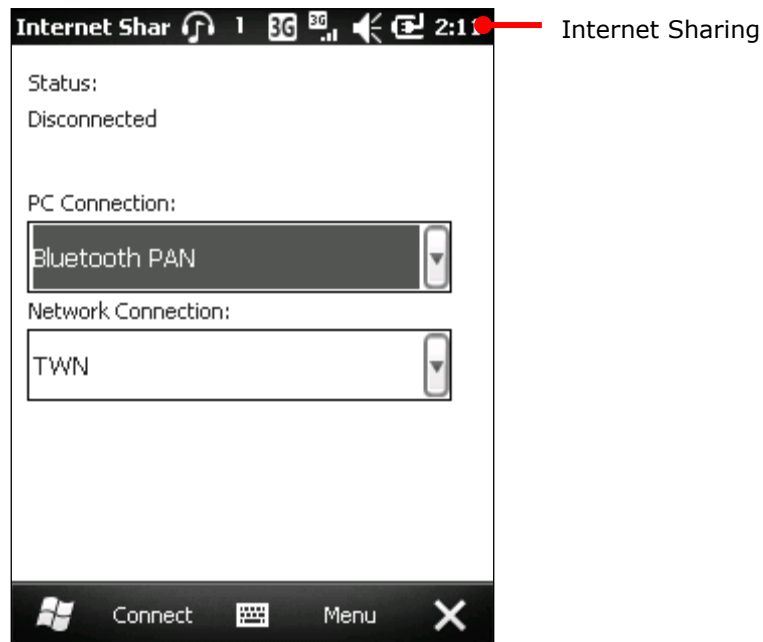 Internet Shar 1 3G 3G 2:11
Internet Sharing
Status:
Disconnected
PC Connection:
Bluetooth PAN
Network Connection:
TWN
Connect Menu